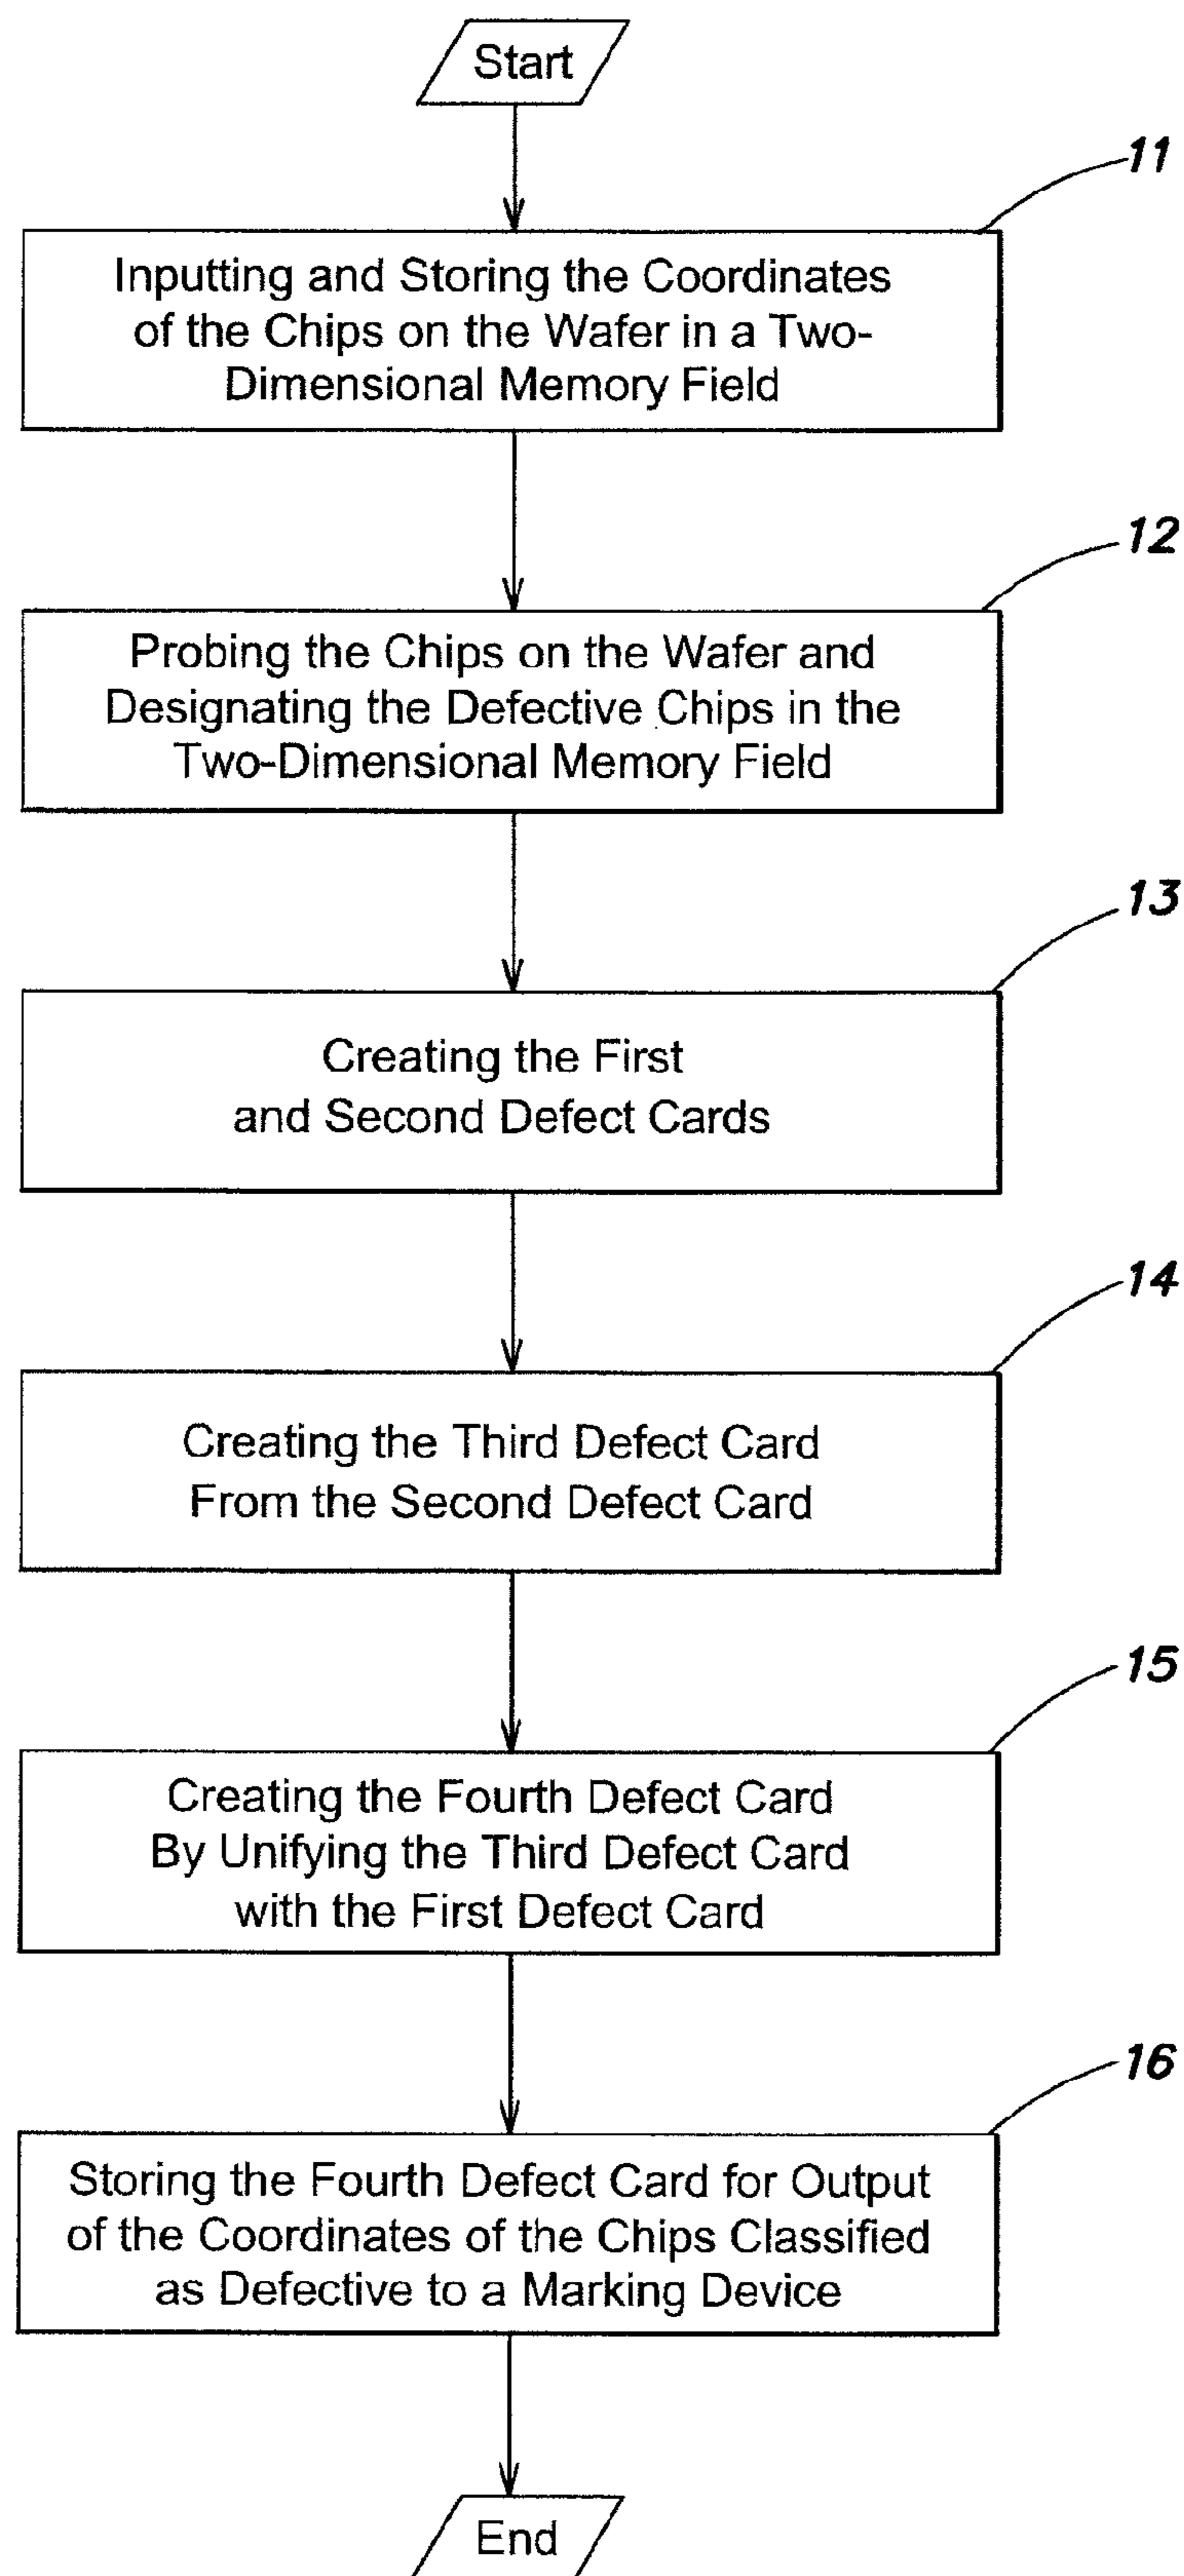 Start
11
Inputting and Storing the Coordinates
of the Chips on the Wafer in a Two-
Dimensional Memory Field
12
Probing the Chips on the Wafer and
Designating the Defective Chips in the
Two-Dimensional Memory Field
13
Creating the First
and Second Defect Cards
14
Creating the Third Defect Card
From the Second Defect Card
15
Creating the Fourth Defect Card
By Unifying the Third Defect Card
with the First Defect Card
16
Storing the Fourth Defect Card for Output
of the Coordinates of the Chips Classified
as Defective to a Marking Device
End